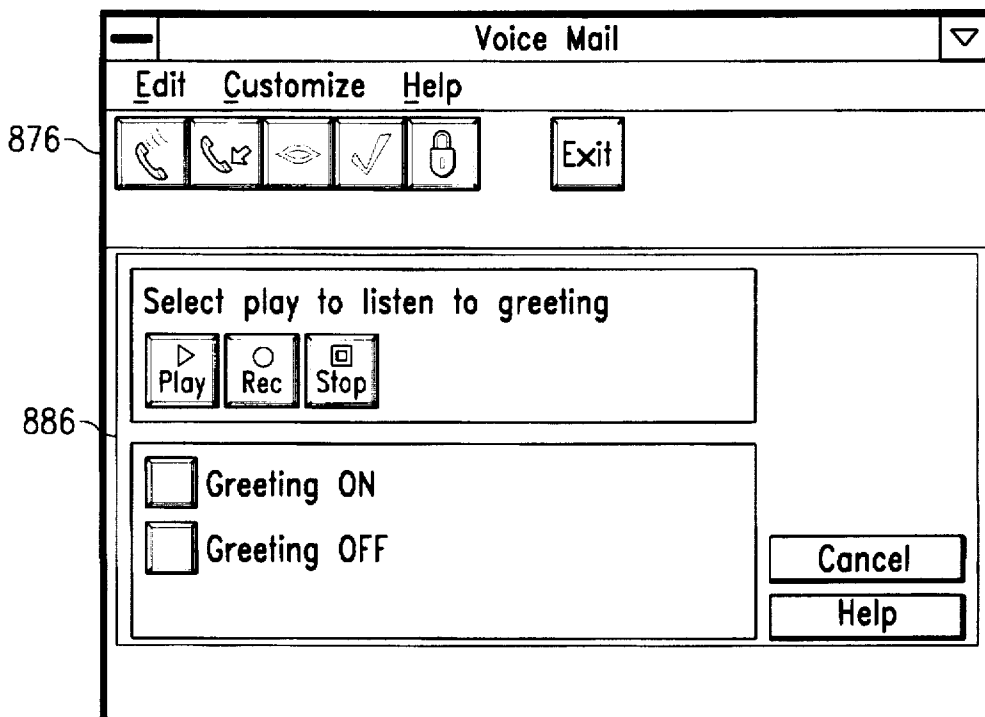 Voice Mail
Edit Customize Help
876
Exit
Select play to listen to greeting
Play Rec Stop
886
Greeting ON
Greeting OFF
Cancel
Help